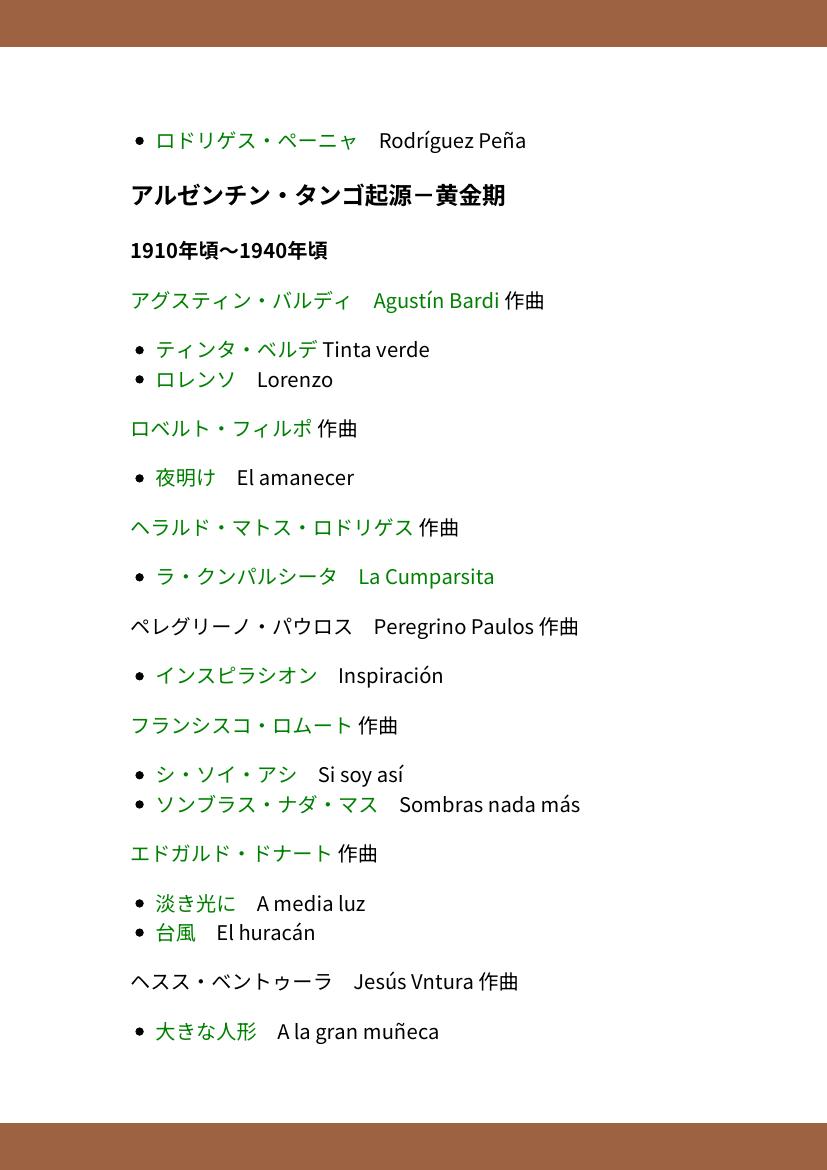 • ロドリゲス・ペーニャ　Rodríguez Peña
アルゼンチン・タンゴ起源－黄金期
1910年頃～1940年頃
アグスティン・バルディ　Agustín Bardi 作曲
• ティンタ・ベルデ Tinta verde
• ロレンソ　Lorenzo
ロベルト・フィルポ 作曲
• 夜明け　El amanecer
ヘラルド・マトス・ロドリゲス 作曲
• ラ・クンパルシータ　La Cumparsita
ペレグリーノ・パウロス　Peregrino Paulos 作曲
• インスピラシオン　Inspiración
フランシスコ・ロムート 作曲
• シ・ソイ・アシ　Si soy así
• ソンブラス・ナダ・マス　Sombras nada más
エドガルド・ドナート 作曲
• 淡き光に　A media luz
• 台風　El huracán
ヘスス・ベントゥーラ　Jesús Vntura 作曲
• 大きな人形　A la gran muñeca